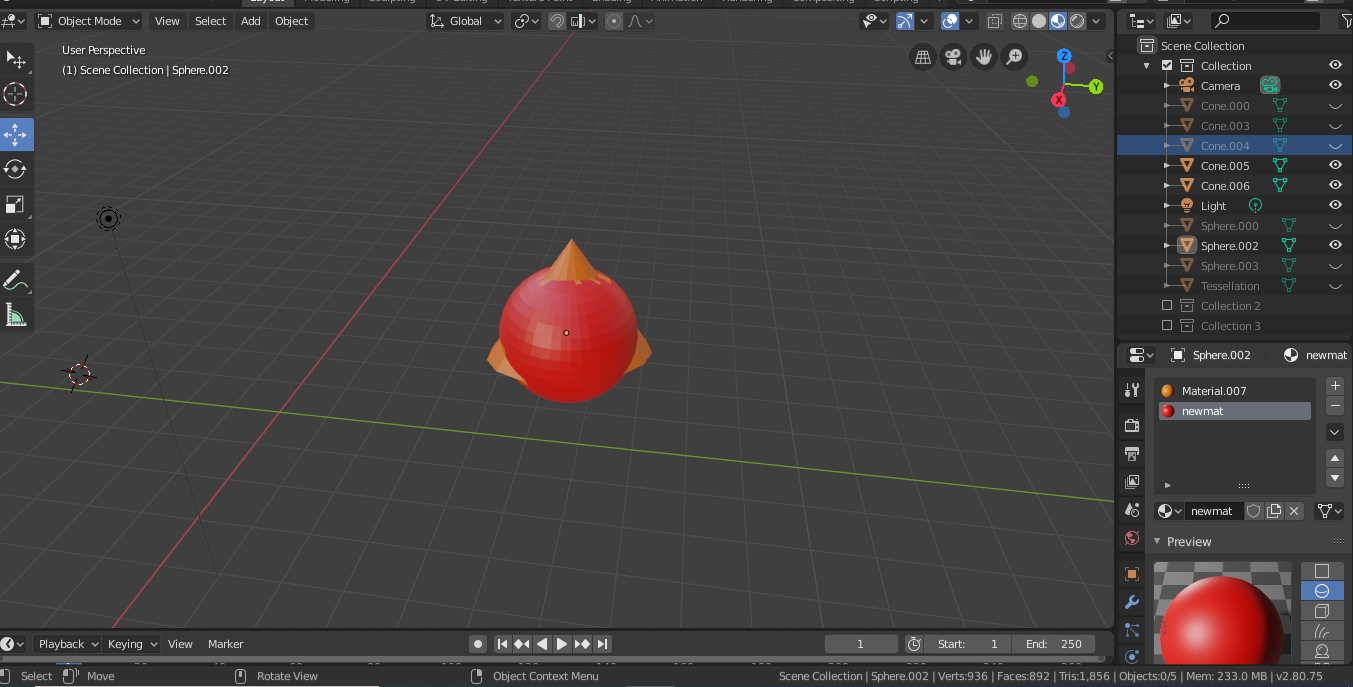 Object Mode View Select Add Object Global
User Perspective
(1) Scene Collection | Sphere.002
Z
Y
X
Scene Collection
Collection
Camera
Cone.000
Cone.003
Cone.004
Cone.005
Cone.006
Light
Sphere.000
Sphere.002
Sphere.003
Tessellation
Collection 2
Collection 3
Sphere.002 newmat
Material.007
newmat
newmat
Preview
Playback Keying View Marker 1 Start: 1 End: 250
Select Move Rotate View Object Context Menu Scene Collection | Sphere.002 | Verts:936 | Faces:892 | Tris:1,856 | Objects:0/5 | Mem: 233.0 MB | v2.80.75